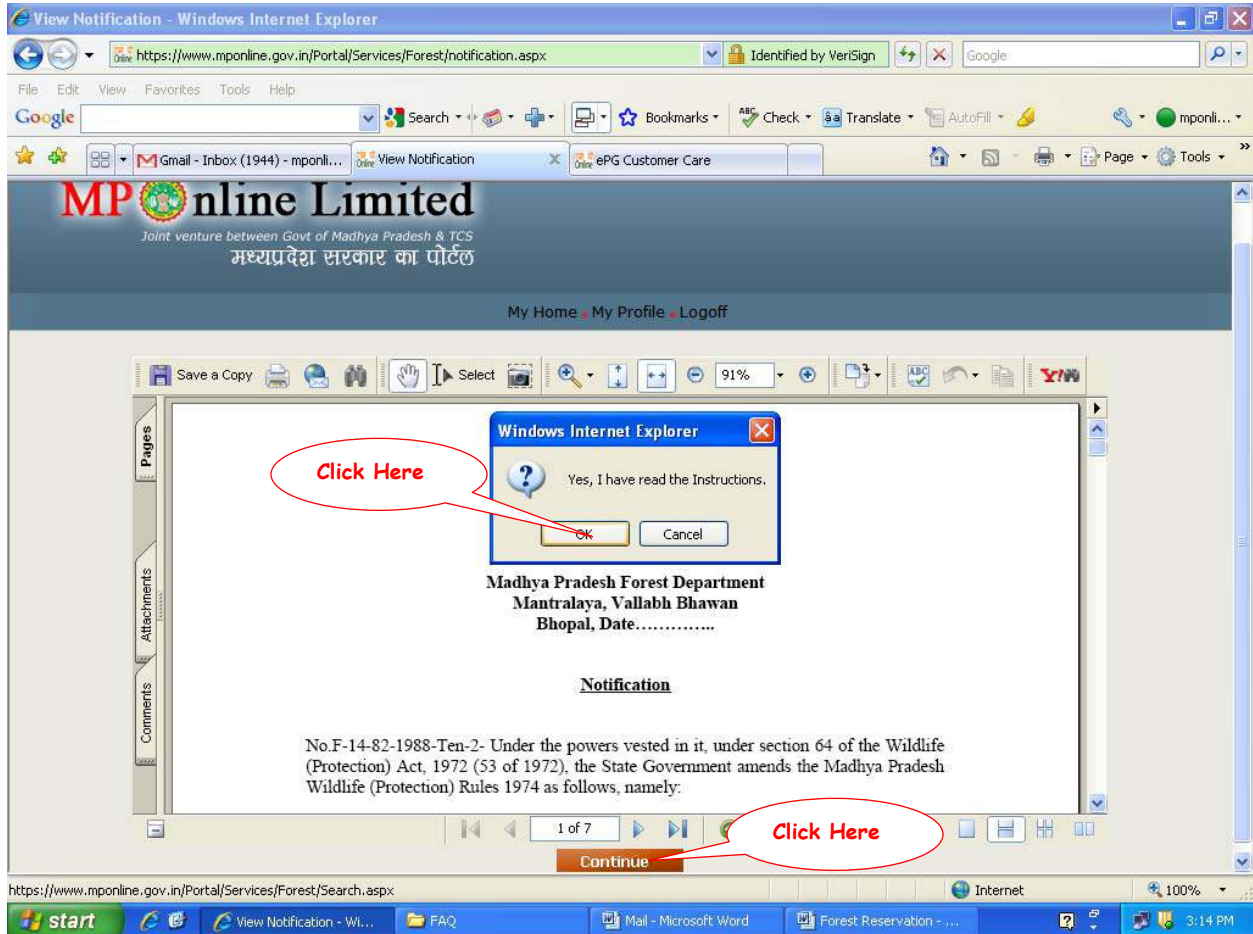 View Notification - Windows Internet Explorer
https://www.mponline.gov.in/Portal/Services/Forest/notification.aspx
Identified by VeriSign
Google
File Edit View Favorites Tools Help
Google
Search
Bookmarks
Check
Translate
AutoFill
mponli...
Gmail - Inbox (1944) - mponli...
View Notification
ePG Customer Care
Page
Tools
MP nline Limited
Joint venture between Govt of Madhya Pradesh & TCS
मध्यप्रदेश सरकार का पोर्टल
My Home My Profile Logoff
Save a Copy
Select
91%
Y!
Pages
Attachments
Comments
Windows Internet Explorer
Yes, I have read the Instructions.
OK
Cancel
Click Here
Madhya Pradesh Forest Department
Mantralaya, Vallabh Bhawan
Bhopal, Date…………..
Notification
No.F-14-82-1988-Ten-2- Under the powers vested in it, under section 64 of the Wildlife
(Protection) Act, 1972 (53 of 1972), the State Government amends the Madhya Pradesh
Wildlife (Protection) Rules 1974 as follows, namely:
1 of 7
Click Here
Continue
https://www.mponline.gov.in/Portal/Services/Forest/Search.aspx
Internet
100%
start
View Notification - Wi...
FAQ
Mail - Microsoft Word
Forest Reservation - ...
3:14 PM